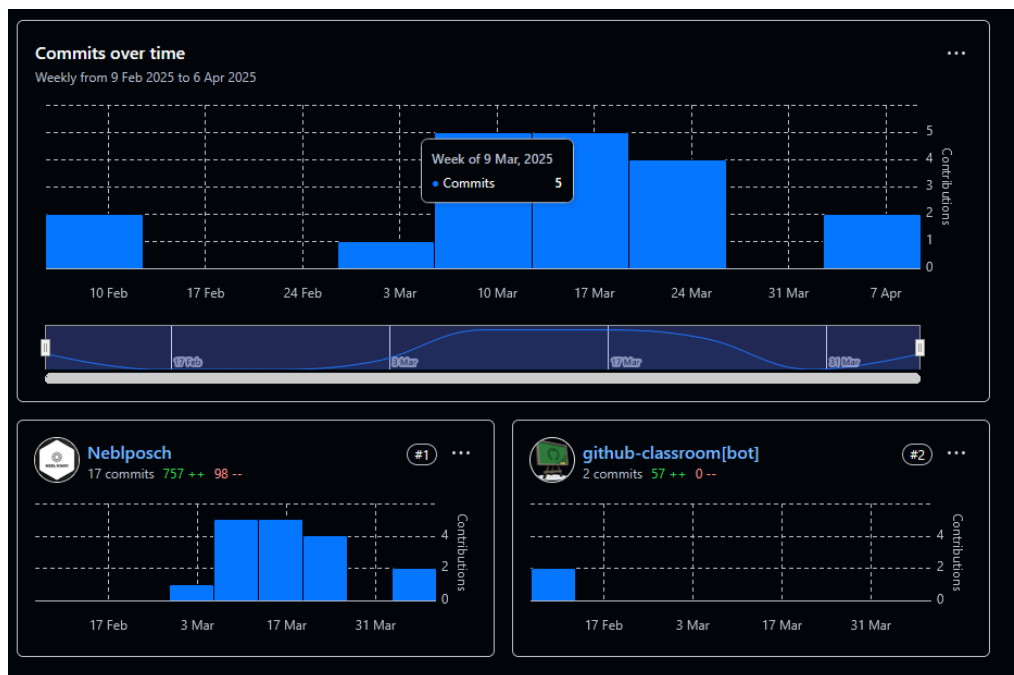 Commits over time
Weekly from 9 Feb 2025 to 6 Apr 2025
5
4
3
2
1
0
Contributions
Week of 9 Mar, 2025
Commits 5
10 Feb 17 Feb 24 Feb 3 Mar 10 Mar 17 Mar 24 Mar 31 Mar 7 Apr
17 Feb 3 Mar 17 Mar 31 Mar
Neblposch #1
17 commits 757 ++ 98 --
4
2
0
Contributions
17 Feb 3 Mar 17 Mar 31 Mar
github-classroom[bot] #2
2 commits 57 ++ 0 --
4
2
0
Contributions
17 Feb 3 Mar 17 Mar 31 Mar